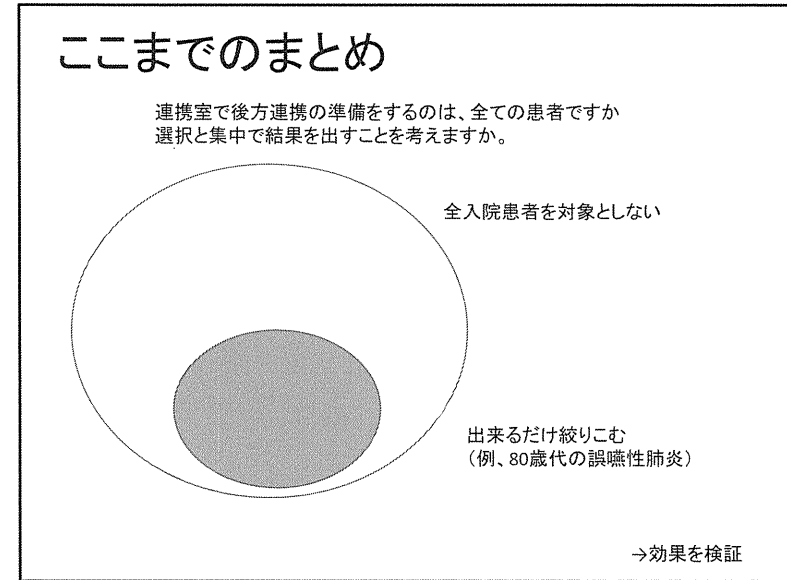 ここまでのまとめ
連携室で後方連携の準備をするのは、全ての患者ですか
選択と集中で結果を出すことを考えますか。
全入院患者を対象としない
出来るだけ絞りこむ
（例、80歳代の誤嚥性肺炎）
→効果を検証